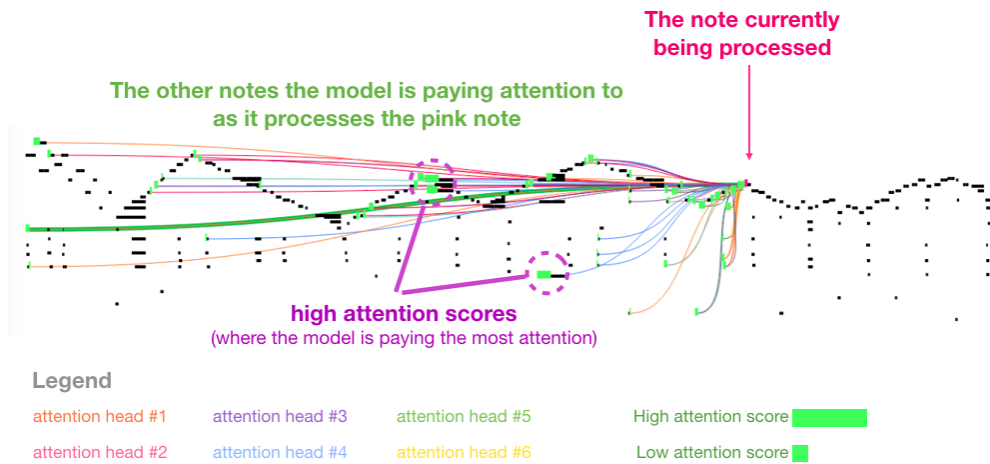 The note currently
being processed
The other notes the model is paying attention to
as it processes the pink note
high attention scores
(where the model is paying the most attention)
Legend
attention head #1
attention head #3
attention head #5
High attention score
attention head #2
attention head #4
attention head #6
Low attention score